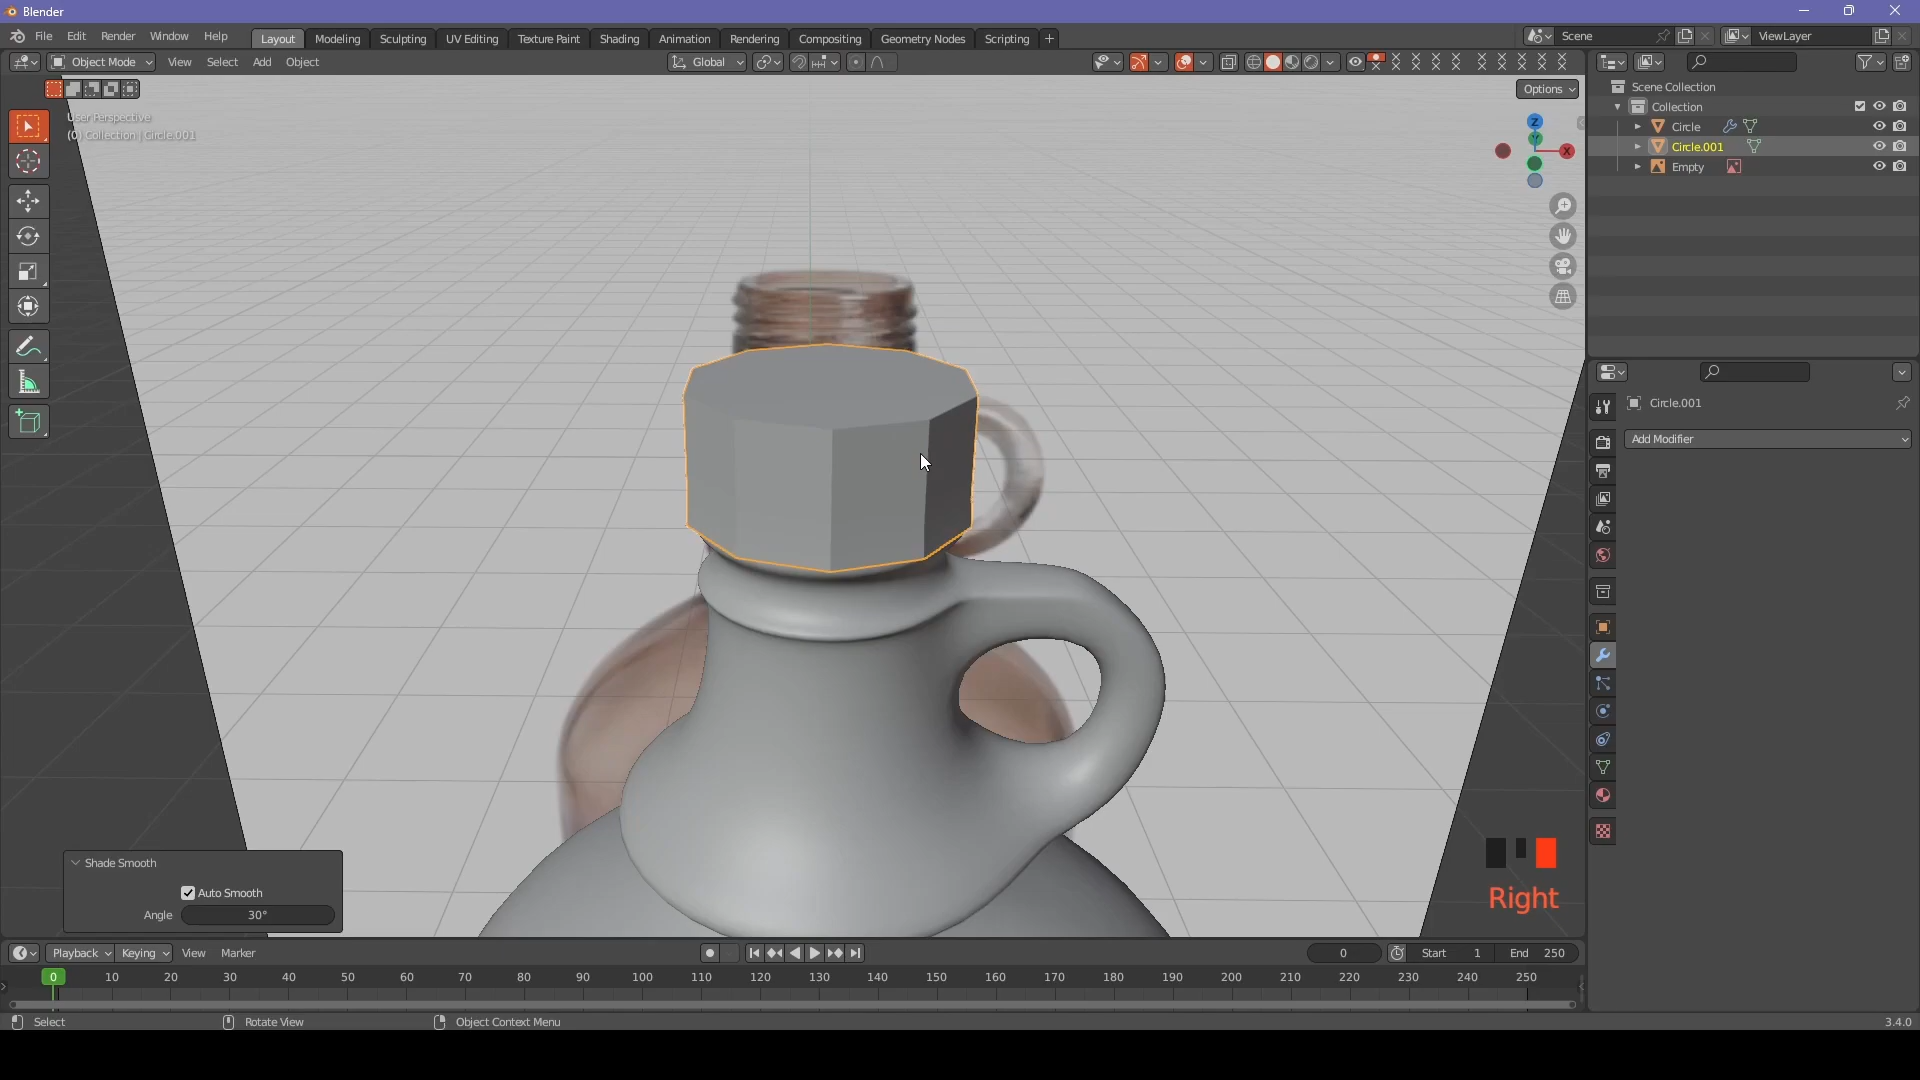 Blender
File Edit Render Window Help Layout Modeling Sculpting UV Editing Texture Paint Shading Animation Rendering Compositing Geometry Nodes Scripting + Scene ViewLayer
Object Mode View Select Add Object Global
Options
User Perspective
(0) Collection | Circle.001
Z
Y
X
Scene Collection
Collection
Circle
Circle.001
Empty
Circle.001
Add Modifier
Shade Smooth
Auto Smooth
Angle 30°
Right
Playback Keying View Marker 0 Start 1 End 250
0 10 20 30 40 50 60 70 80 90 100 110 120 130 140 150 160 170 180 190 200 210 220 230 240 250
Select Rotate View Object Context Menu 3.4.0